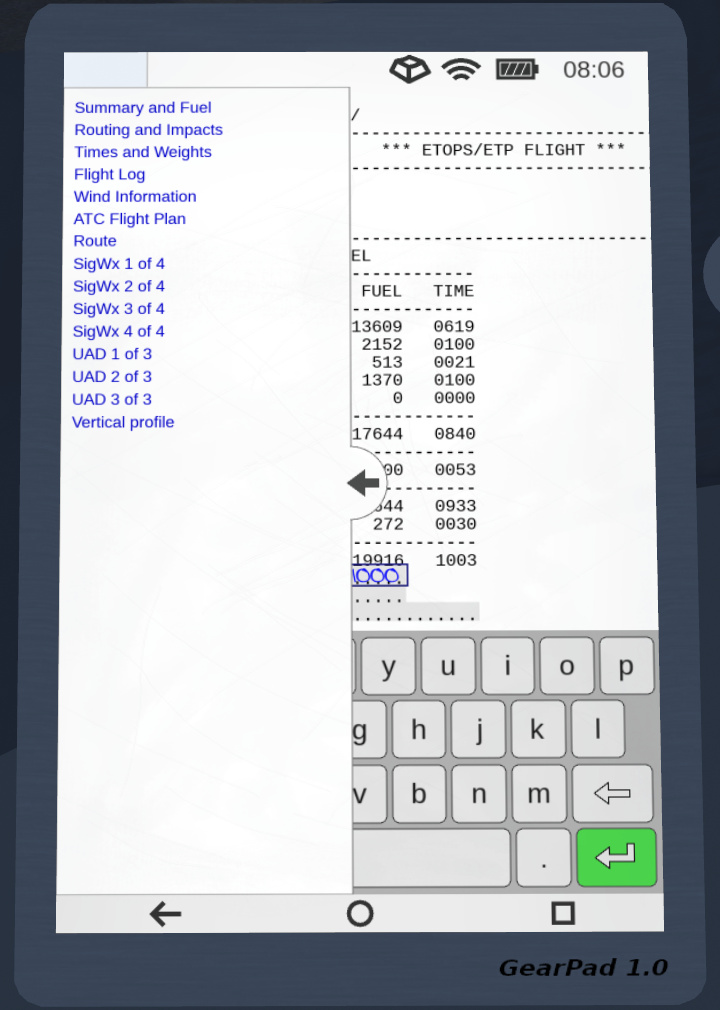 08:06
Summary and Fuel
Routing and Impacts
Times and Weights
Flight Log
Wind Information
ATC Flight Plan
Route
SigWx 1 of 4
SigWx 2 of 4
SigWx 3 of 4
SigWx 4 of 4
UAD 1 of 3
UAD 2 of 3
UAD 3 of 3
Vertical profile
/
*** ETOPS/ETP FLIGHT ***
EL
FUEL TIME
13609 0619
2152 0100
513 0021
1370 0100
0 0000
17644 0840
00 0053
44 0933
272 0030
19916 1003
000
.....
y u i o p
g h j k l
v b n m
.
GearPad 1.0